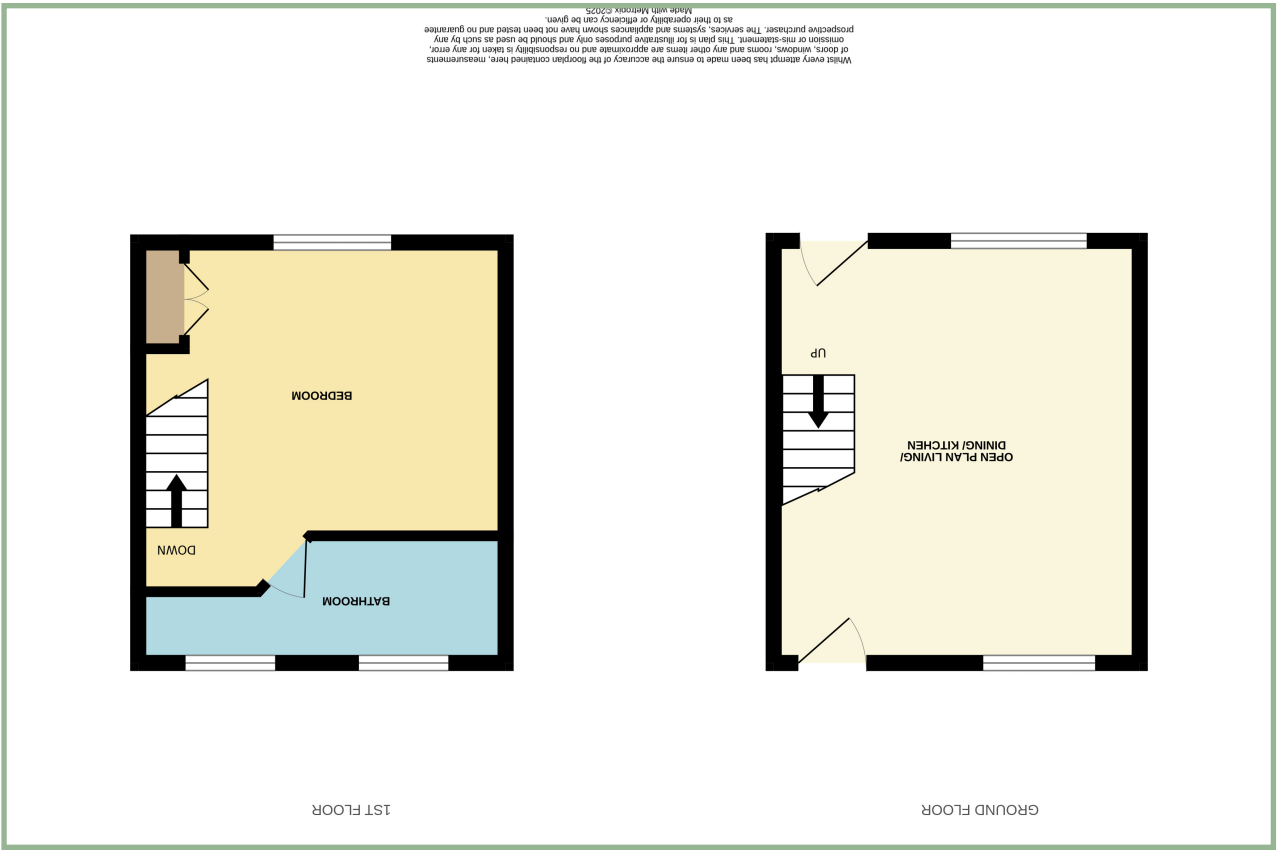 GROUND FLOOR
1ST FLOOR
OPEN PLAN LIVING/
DINING/ KITCHEN
UP
BATHROOM
DOWN
BEDROOM
Whilst every attempt has been made to ensure the accuracy of the floorplan contained here, measurements
of doors, windows, rooms and any other items are approximate and no responsibility is taken for any error,
omission or mis-statement. This plan is for illustrative purposes only and should be used as such by any
prospective purchaser. The services, systems and appliances shown have not been tested and no guarantee
as to their operability or efficiency can be given.
Made with Metropix ©2025